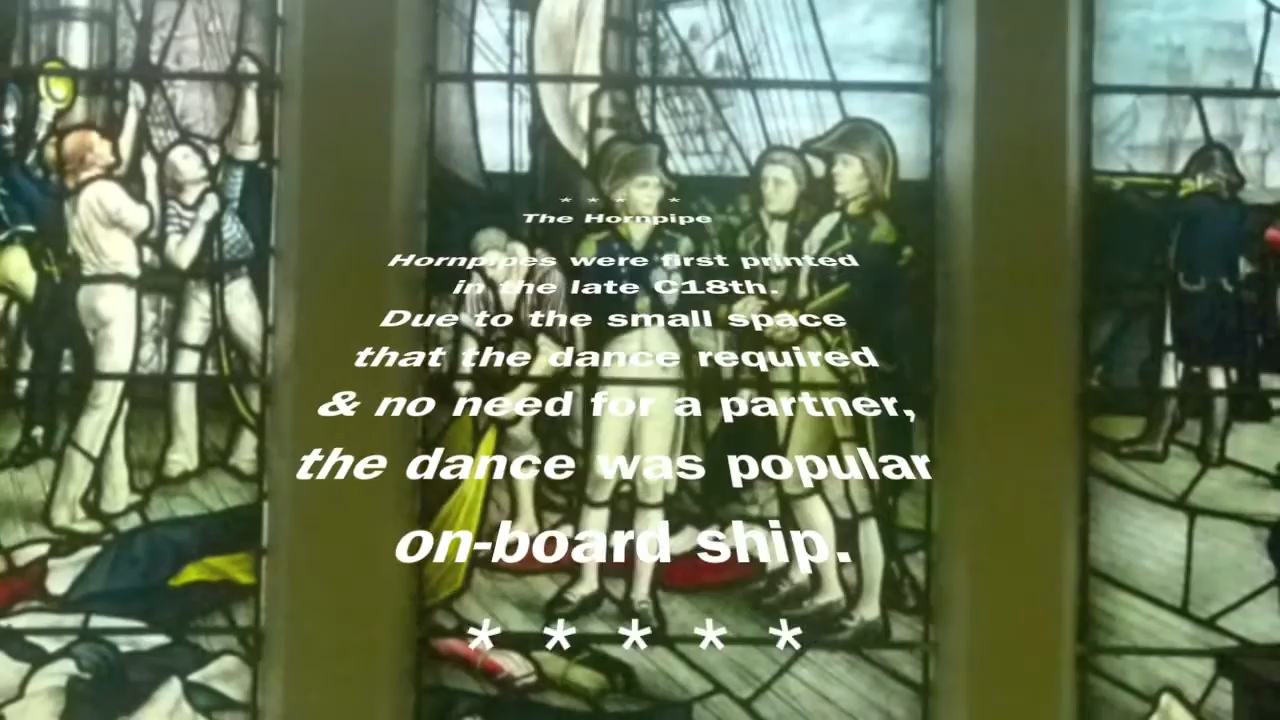 * * * * *
The Hornpipe
Hornpipes were first printed
in the late C18th.
Due to the small space
that the dance required
& no need for a partner,
the dance was popular
on-board ship.
* * * * *